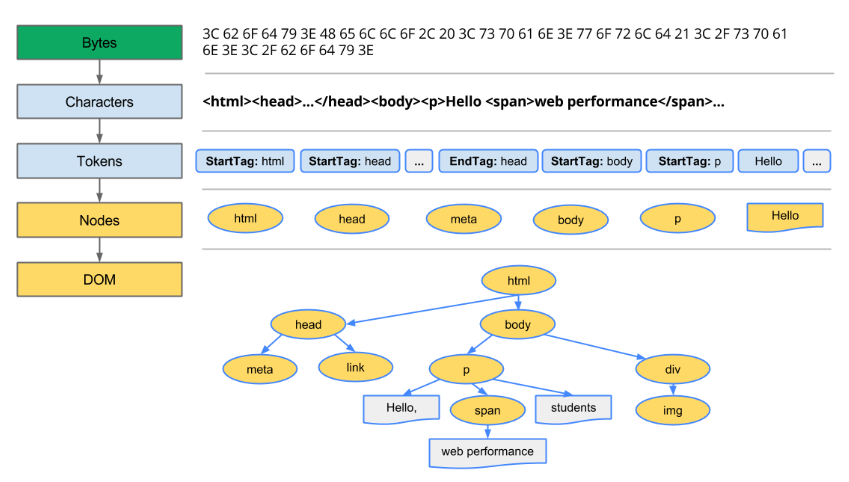 Bytes
3C 62 6F 64 79 3E 48 65 6C 6C 6F 2C 20 3C 73 70 61 6E 3E 77 6F 72 6C 64 21 3C 2F 73 70 61
6E 3E 3C 2F 62 6F 64 79 3E
Characters
<html><head>...</head><body><p>Hello <span>web performance</span>...
Tokens
StartTag: html StartTag: head ... EndTag: head StartTag: body StartTag: p Hello ...
Nodes
html head meta body p Hello
DOM
html
head body
meta link p div
Hello, span students img
web performance